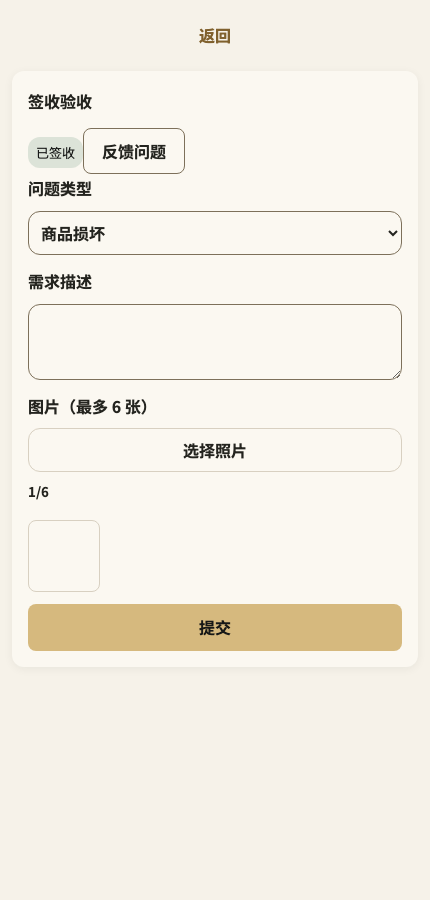 返回
签收验收
已签收 反馈问题
问题类型
商品损坏
需求描述
图片（最多 6 张）
选择照片
1/6
提交